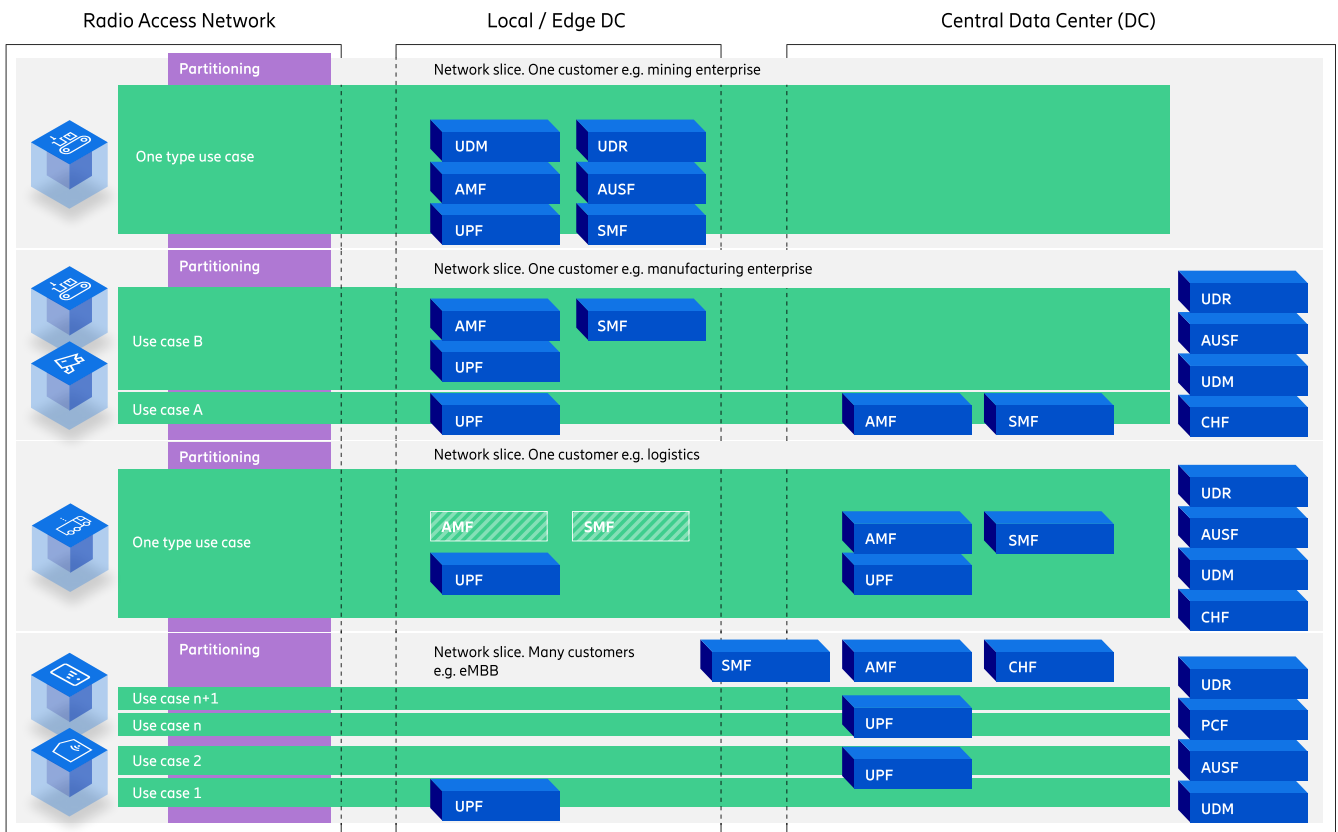 Radio Access Network
Local / Edge DC
Central Data Center (DC)
Partitioning
Network slice. One customer e.g. mining enterprise
One type use case
UDM
UDR
AMF
AUSF
UPF
SMF
Partitioning
Network slice. One customer e.g. manufacturing enterprise
Use case B
AMF
SMF
UPF
Use case A
UPF
AMF
SMF
UDR
AUSF
UDM
CHF
Partitioning
Network slice. One customer e.g. logistics
One type use case
AMF
SMF
UPF
AMF
SMF
UPF
UDR
AUSF
UDM
CHF
Partitioning
Network slice. Many customers
e.g. eMBB
SMF
AMF
CHF
Use case n+1
Use case n
UPF
Use case 2
UPF
Use case 1
UPF
UDR
PCF
AUSF
UDM